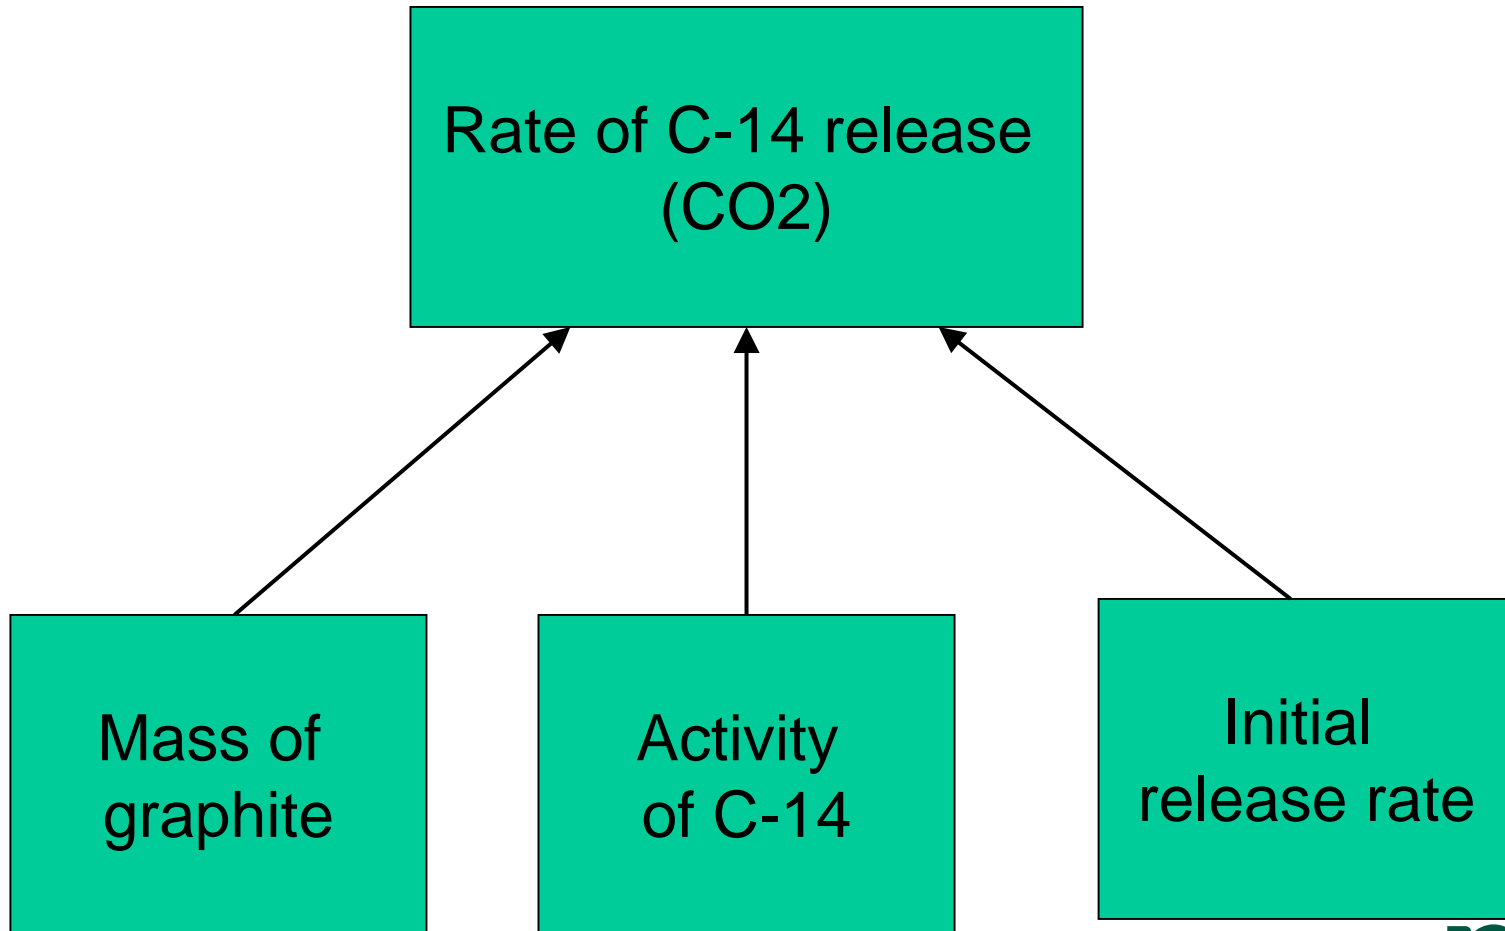 Rate of C-14 release
(CO2)
Mass of
graphite
Activity
of C-14
Initial
release rate